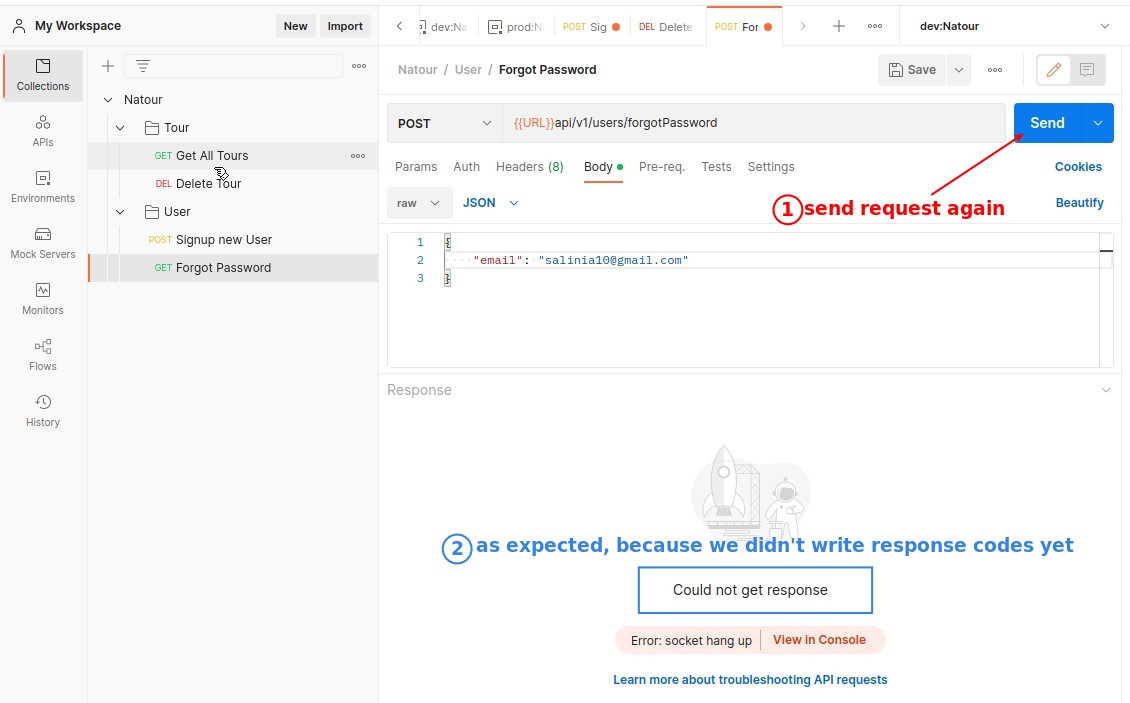 My Workspace
New
Import
dev:Na
prod:N
POST Sig
DEL Delete
POST For
dev:Natour
Collections
APIs
Environments
Mock Servers
Monitors
Flows
History
Natour
Tour
GET Get All Tours
DEL Delete Tour
User
POST Signup new User
GET Forgot Password
Natour / User / Forgot Password
Save
POST
{{URL}}api/v1/users/forgotPassword
Send
Params
Auth
Headers (8)
Body
Pre-req.
Tests
Settings
Cookies
raw
JSON
1 send request again
Beautify
1 {
2 "email": "salinia10@gmail.com"
3 }
Response
2 as expected, because we didn't write response codes yet
Could not get response
Error: socket hang up
View in Console
Learn more about troubleshooting API requests